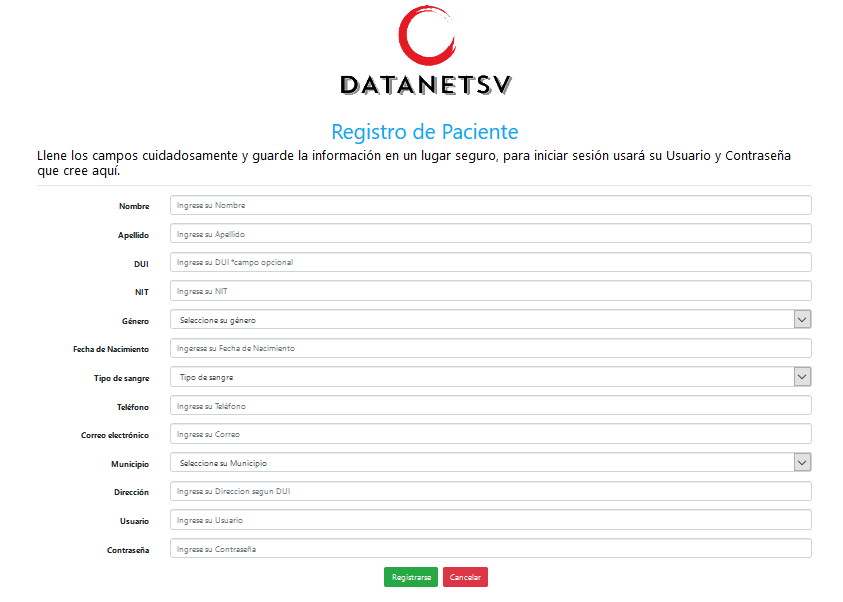 DATANETSV
Registro de Paciente
Llene los campos cuidadosamente y guarde la información en un lugar seguro, para iniciar sesión usará su Usuario y Contraseña
que cree aquí.
Nombre Ingrese su Nombre
Apellido Ingrese su Apellido
DUI Ingrese su DUI *campo opcional
NIT Ingrese su NIT
Género Seleccione su género
Fecha de Nacimiento Ingerese su Fecha de Nacimiento
Tipo de sangre Tipo de sangre
Teléfono Ingrese su Teléfono
Correo electrónico Ingrese su Correo
Municipio Seleccione su Municipio
Dirección Ingrese su Direccion segun DUI
Usuario Ingrese su Usuario
Contraseña Ingrese su Contraseña
Registrarse Cancelar